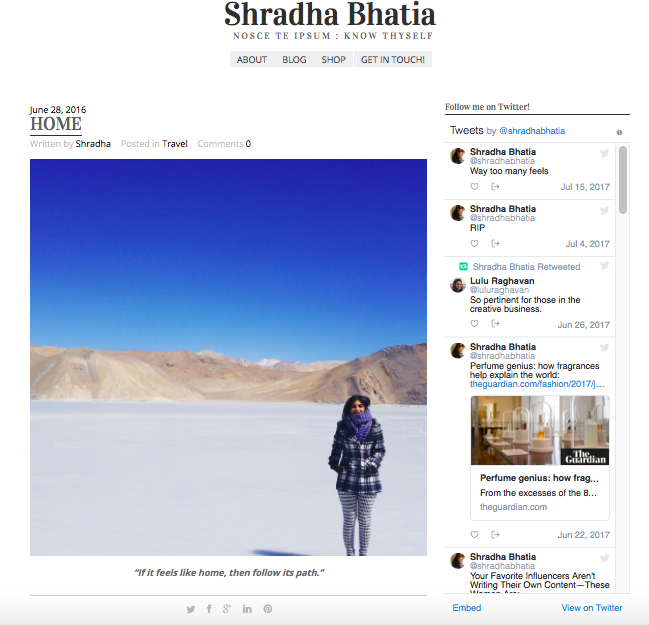 Shradha Bhatia
NOSCE TE IPSUM : KNOW THYSELF
ABOUT BLOG SHOP GET IN TOUCH!
June 28, 2016
HOME
Written by Shradha Posted in Travel Comments 0
“If it feels like home, then follow its path.”
Follow me on Twitter!
Tweets by @shradhabhatia
Shradha Bhatia
@shradhabhatia
Way too many feels
Jul 15, 2017
Shradha Bhatia
@shradhabhatia
RIP
Jul 4, 2017
Shradha Bhatia Retweeted
Lulu Raghavan
@luluraghavan
So pertinent for those in the
creative business.
Jun 26, 2017
Shradha Bhatia
@shradhabhatia
Perfume genius: how fragrances
help explain the world:
theguardian.com/fashion/2017/j…
The
Guardian
Perfume genius: how frag...
From the excesses of the 8...
theguardian.com
Jun 22, 2017
Shradha Bhatia
@shradhabhatia
Your Favorite Influencers Aren't
Writing Their Own Content—These
Women Are:
Embed View on Twitter